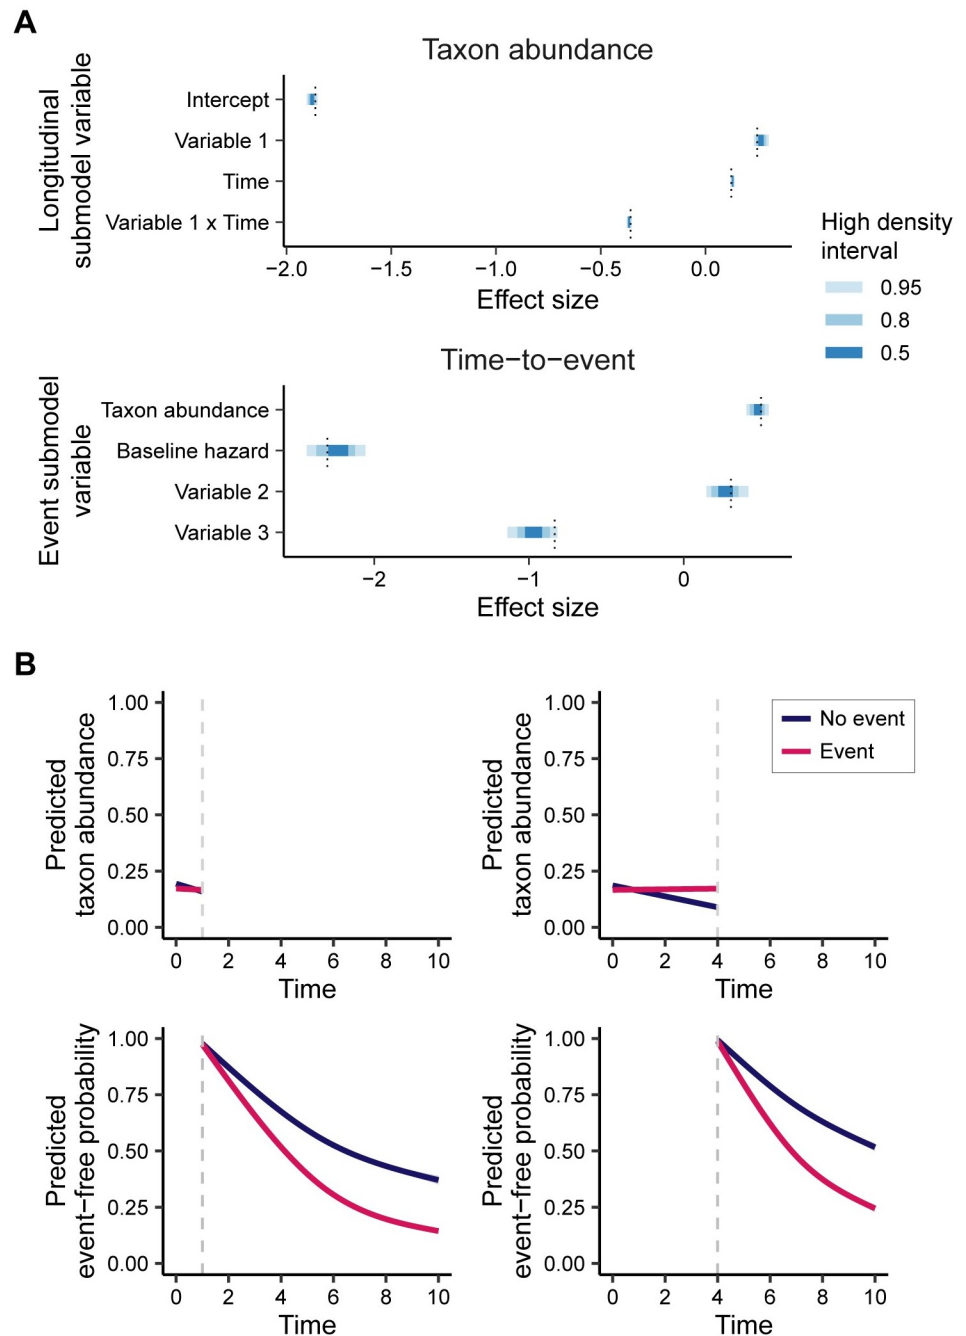 A
Taxon abundance
Longitudinal
submodel variable
Intercept
Variable 1
Time
Variable 1 x Time
−2.0 −1.5 −1.0 −0.5 0.0
Effect size
High density
interval
0.95
0.8
0.5
Time−to−event
Event submodel
variable
Taxon abundance
Baseline hazard
Variable 2
Variable 3
−2 −1 0
Effect size
B
Predicted
taxon abundance
1.00
0.75
0.50
0.25
0.00
0 2 4 6 8 10
Time
Predicted
taxon abundance
1.00
0.75
0.50
0.25
0.00
0 2 4 6 8 10
Time
No event
Event
Predicted
event−free probability
1.00
0.75
0.50
0.25
0.00
0 2 4 6 8 10
Time
Predicted
event−free probability
1.00
0.75
0.50
0.25
0.00
0 2 4 6 8 10
Time